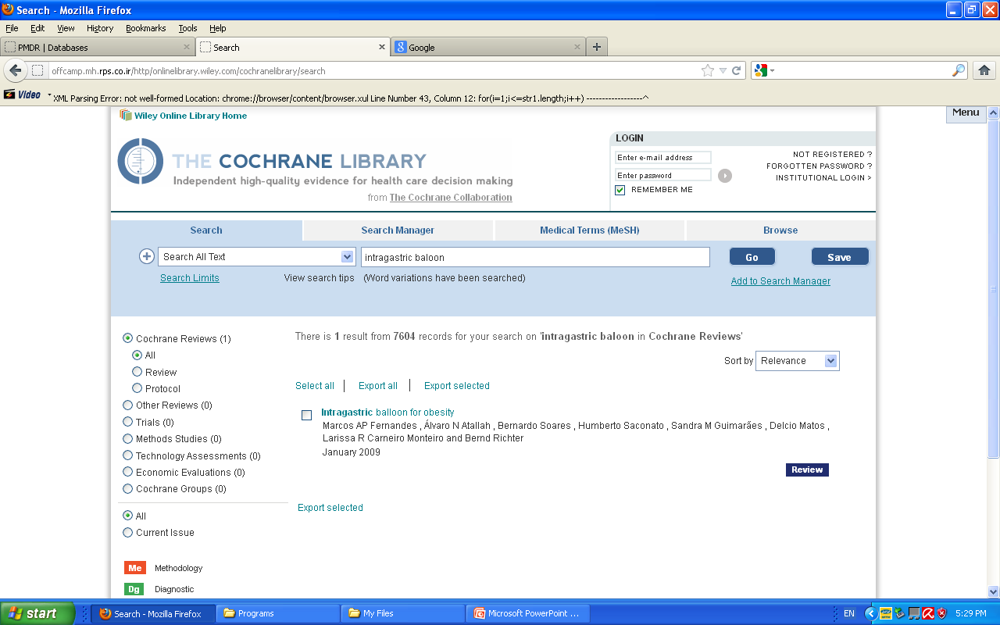 Search - Mozilla Firefox
File Edit View History Bookmarks Tools Help
PMDR | Databases
Search
Google
offcamp.mh.rps.co.ir/http/onlinelibrary.wiley.com/cochranelibrary/search
Video XML Parsing Error: not well-formed Location: chrome://browser/content/browser.xul Line Number 43, Column 12: for(i=1;i<=str1.length;i++) ------------------^
Wiley Online Library Home
Menu
THE COCHRANE LIBRARY
Independent high-quality evidence for health care decision making
from The Cochrane Collaboration
LOGIN
Enter e-mail address
Enter password
REMEMBER ME
NOT REGISTERED ?
FORGOTTEN PASSWORD ?
INSTITUTIONAL LOGIN >
Search Search Manager Medical Terms (MeSH) Browse
Search All Text intragastric baloon Go Save
Search Limits View search tips (Word variations have been searched) Add to Search Manager
Cochrane Reviews (1)
All
Review
Protocol
Other Reviews (0)
Trials (0)
Methods Studies (0)
Technology Assessments (0)
Economic Evaluations (0)
Cochrane Groups (0)
All
Current Issue
Me Methodology
Dg Diagnostic
There is 1 result from 7604 records for your search on 'intragastric baloon in Cochrane Reviews'
Sort by Relevance
Select all | Export all | Export selected
Intragastric balloon for obesity
Marcos AP Fernandes , Álvaro N Atallah , Bernardo Soares , Humberto Saconato , Sandra M Guimarães , Delcio Matos ,
Larissa R Carneiro Monteiro and Bernd Richter
January 2009
Review
Export selected
start Search - Mozilla Firefox Programs My Files Microsoft PowerPoint ... EN 5:29 PM